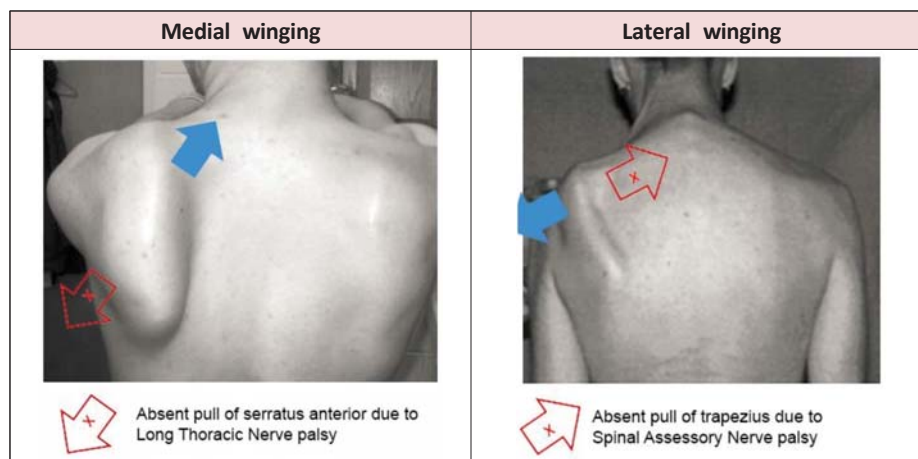 Medial winging
Lateral winging
x
x
x
Absent pull of serratus anterior due to
Long Thoracic Nerve palsy
x
Absent pull of trapezius due to
Spinal Assessory Nerve palsy